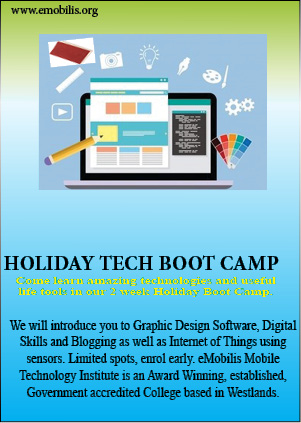 www.emobilis.org
HOLIDAY TECH BOOT CAMP
Come learn amazing technologies and useful
life tools in our 2 week Holiday Boot Camp.
We will introduce you to Graphic Design Software, Digital
Skills and Blogging as well as Internet of Things using
sensors. Limited spots, enrol early. eMobilis Mobile
Technology Institute is an Award Winning, established,
Government accredited College based in Westlands.